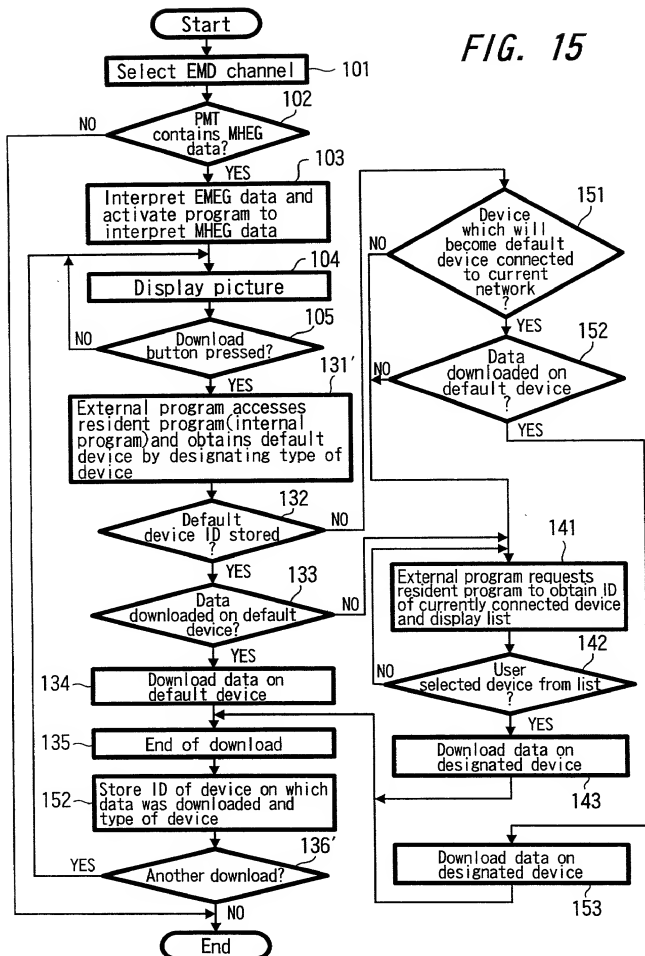 FIG. 15
Start
Select EMD channel
101
102
NO
PMT
contains MHEG
data?
YES
103
Interpret EMEG data and
activate program to
interpret MHEG data
104
Display picture
105
NO
Download
button pressed?
YES
131'
External program accesses
resident program(internal
program)and obtains default
device by designating type of
device
132
Default
device ID stored
?
NO
YES
133
Data
downloaded on default
device?
NO
YES
134
Download data on
default device
135
End of download
152
Store ID of device on which
data was downloaded and
type of device
136'
YES
Another download?
NO
End
151
NO
Device
which will
become default
device connected
to current
network
?
YES
152
NO
Data
downloaded on
default device
?
YES
141
External program requests
resident program to obtain ID
of currently connected device
and display list
142
NO
User
selected device from list
?
YES
Download data on
designated device
143
Download data on
designated device
153